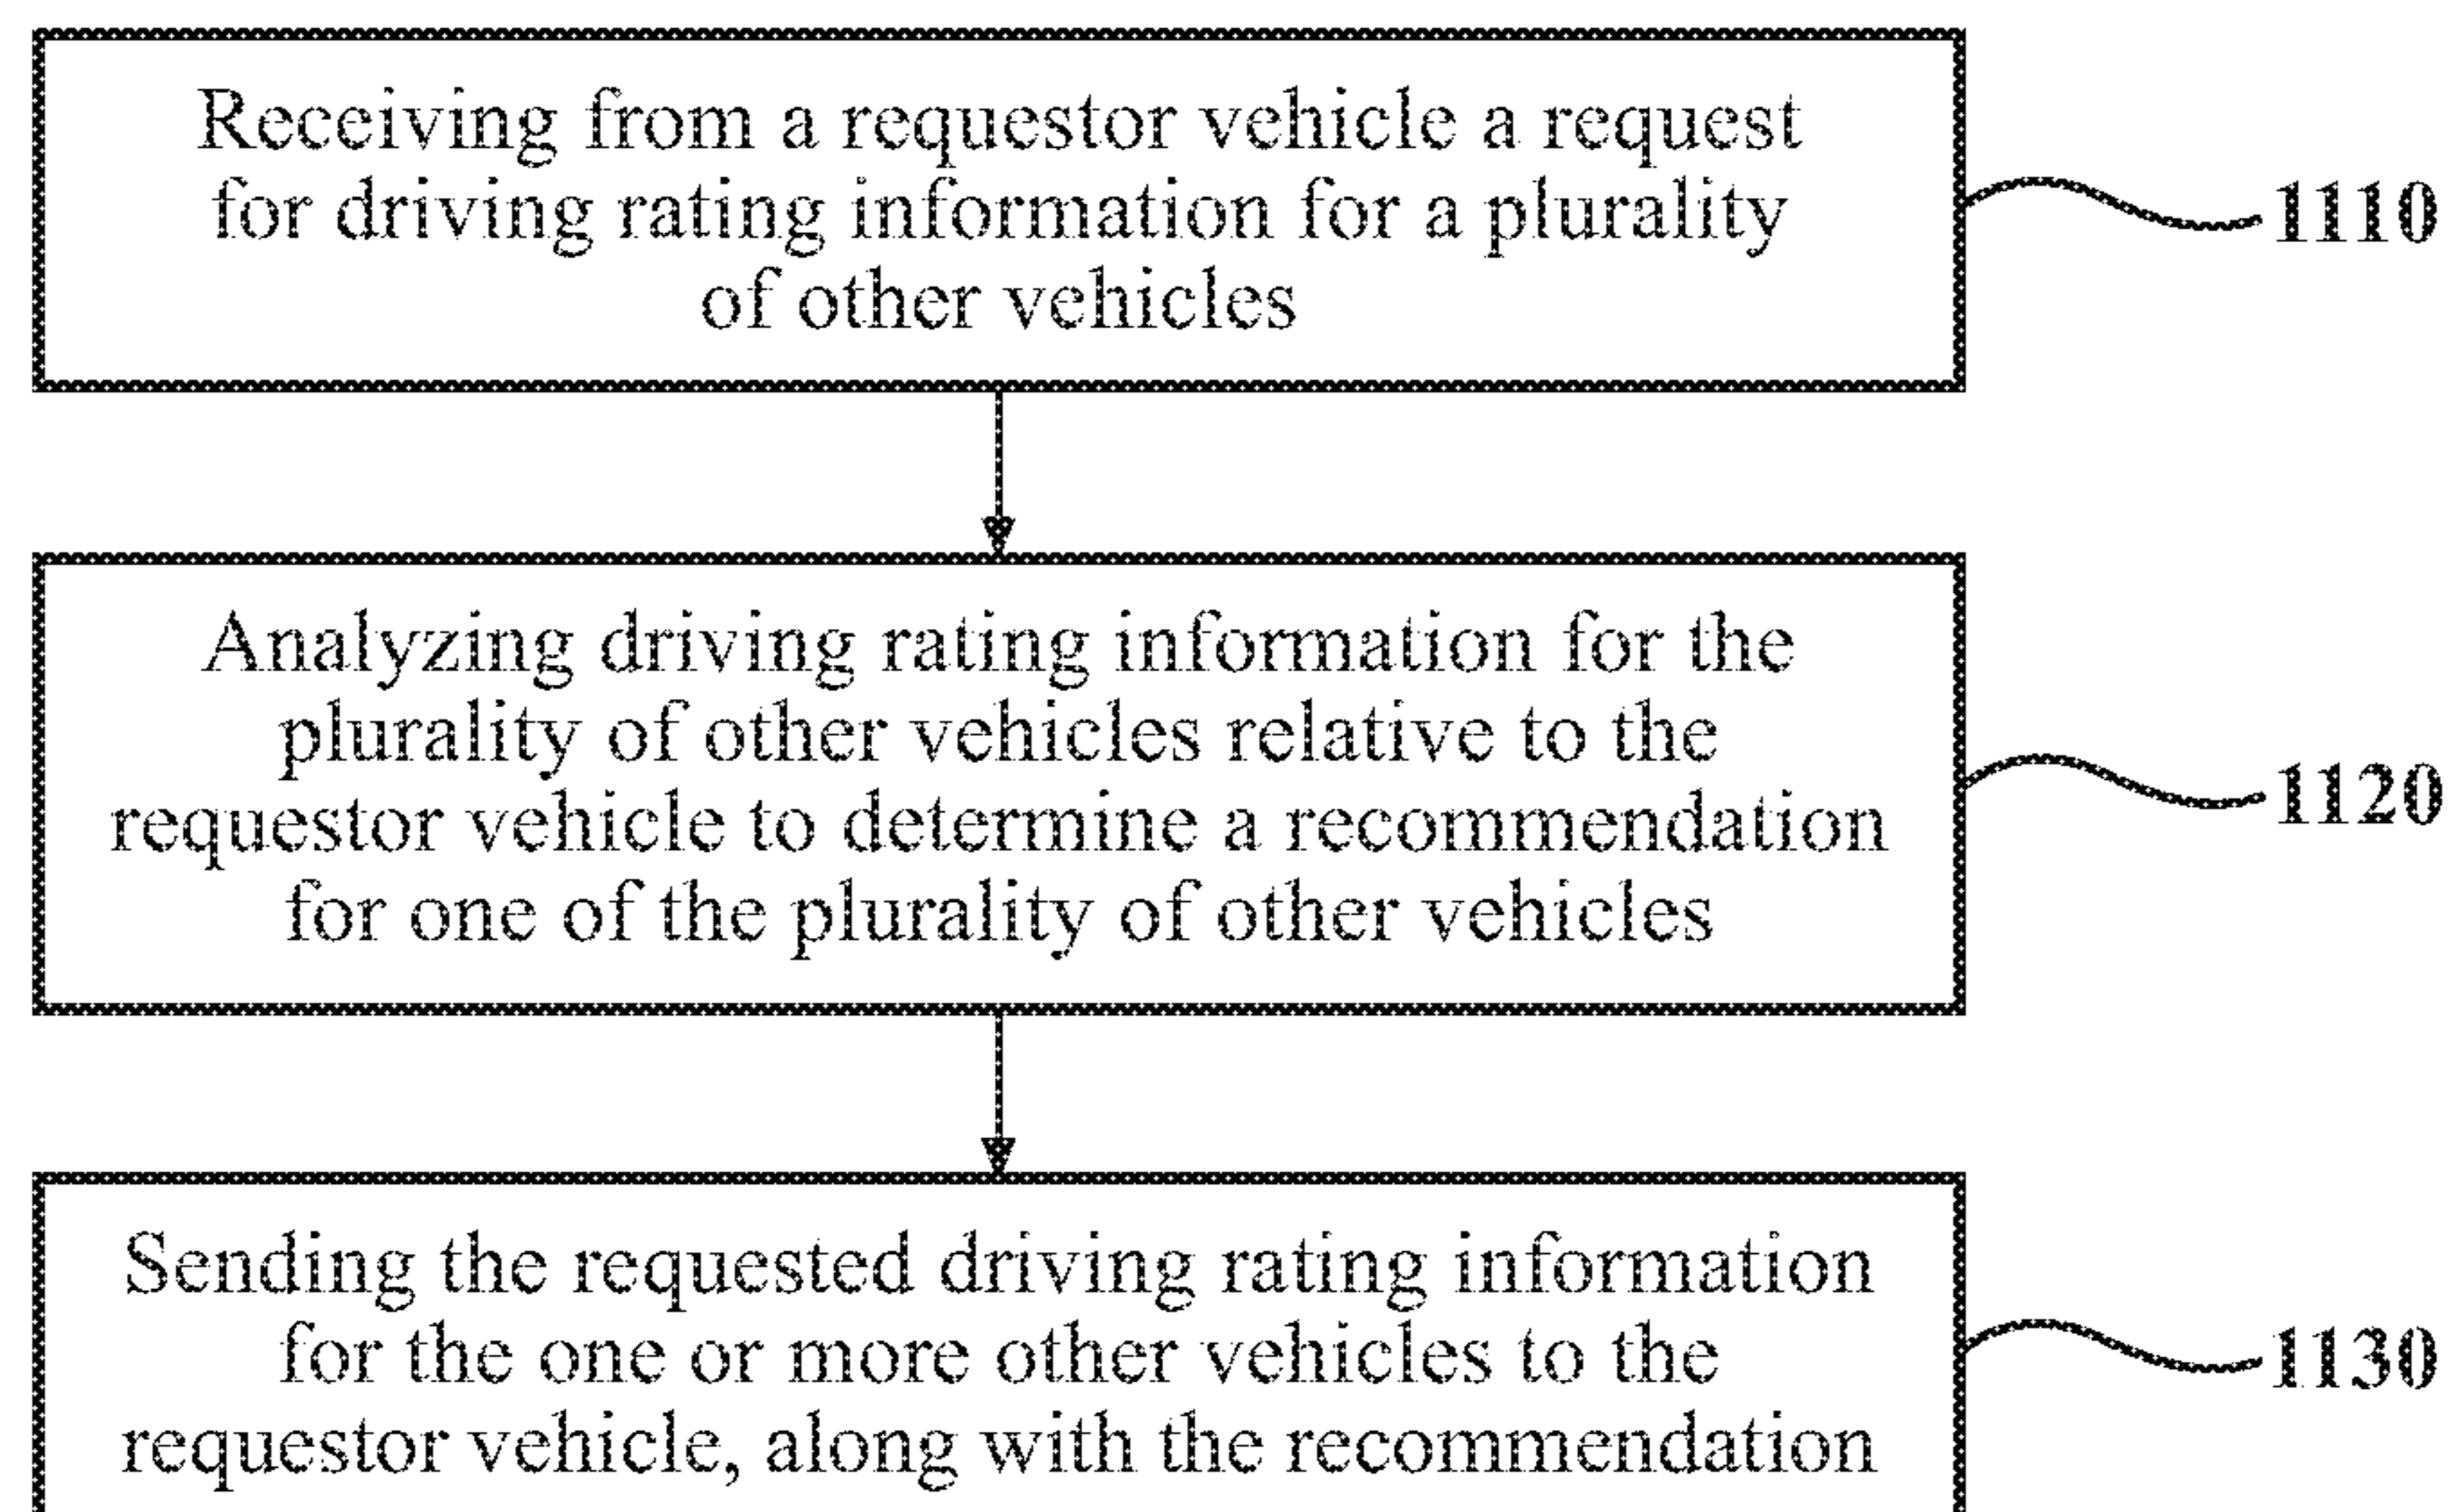 Receiving from a requestor vehicle a request
for driving rating information for a plurality
of other vehicles
1110
Analyzing driving rating information for the
plurality of other vehicles relative to the
requestor vehicle to determine a recommendation
for one of the plurality of other vehicles
1120
Sending the requested driving rating information
for the one or more other vehicles to the
requestor vehicle, along with the recommendation
1130